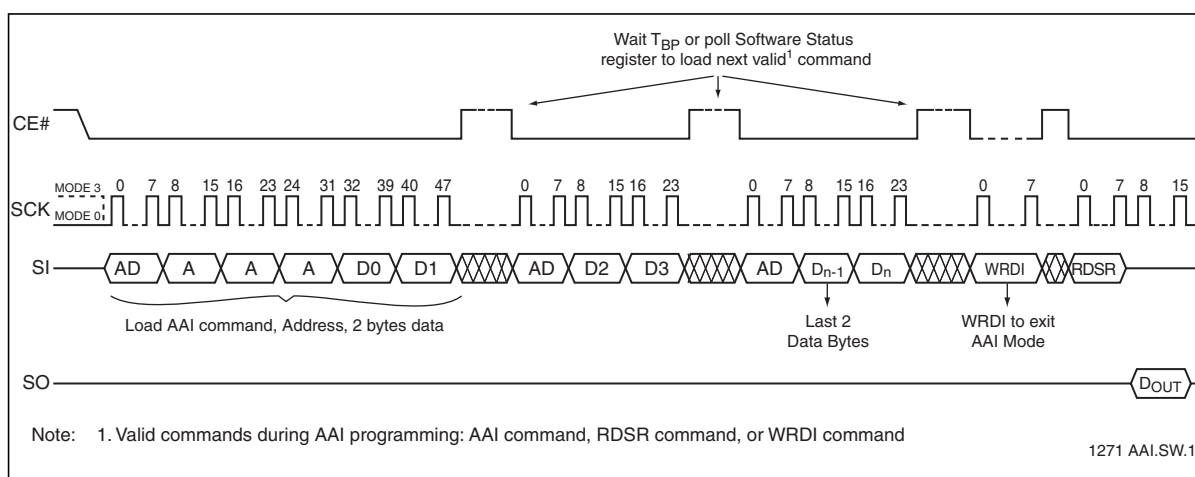 Wait TBP or poll Software Status
register to load next valid1 command
CE#
MODE 3
0 7 8 15 16 23 24 31 32 39 40 47 0 7 8 15 16 23 0 7 8 15 16 23 0 7 0 7 8 15
SCK
MODE 0
SI AD A A A D0 D1 AD D2 D3 AD Dn-1 Dn WRDI RDSR
Load AAI command, Address, 2 bytes data
Last 2
Data Bytes
WRDI to exit
AAI Mode
SO DOUT
Note: 1. Valid commands during AAI programming: AAI command, RDSR command, or WRDI command
1271 AAI.SW.1